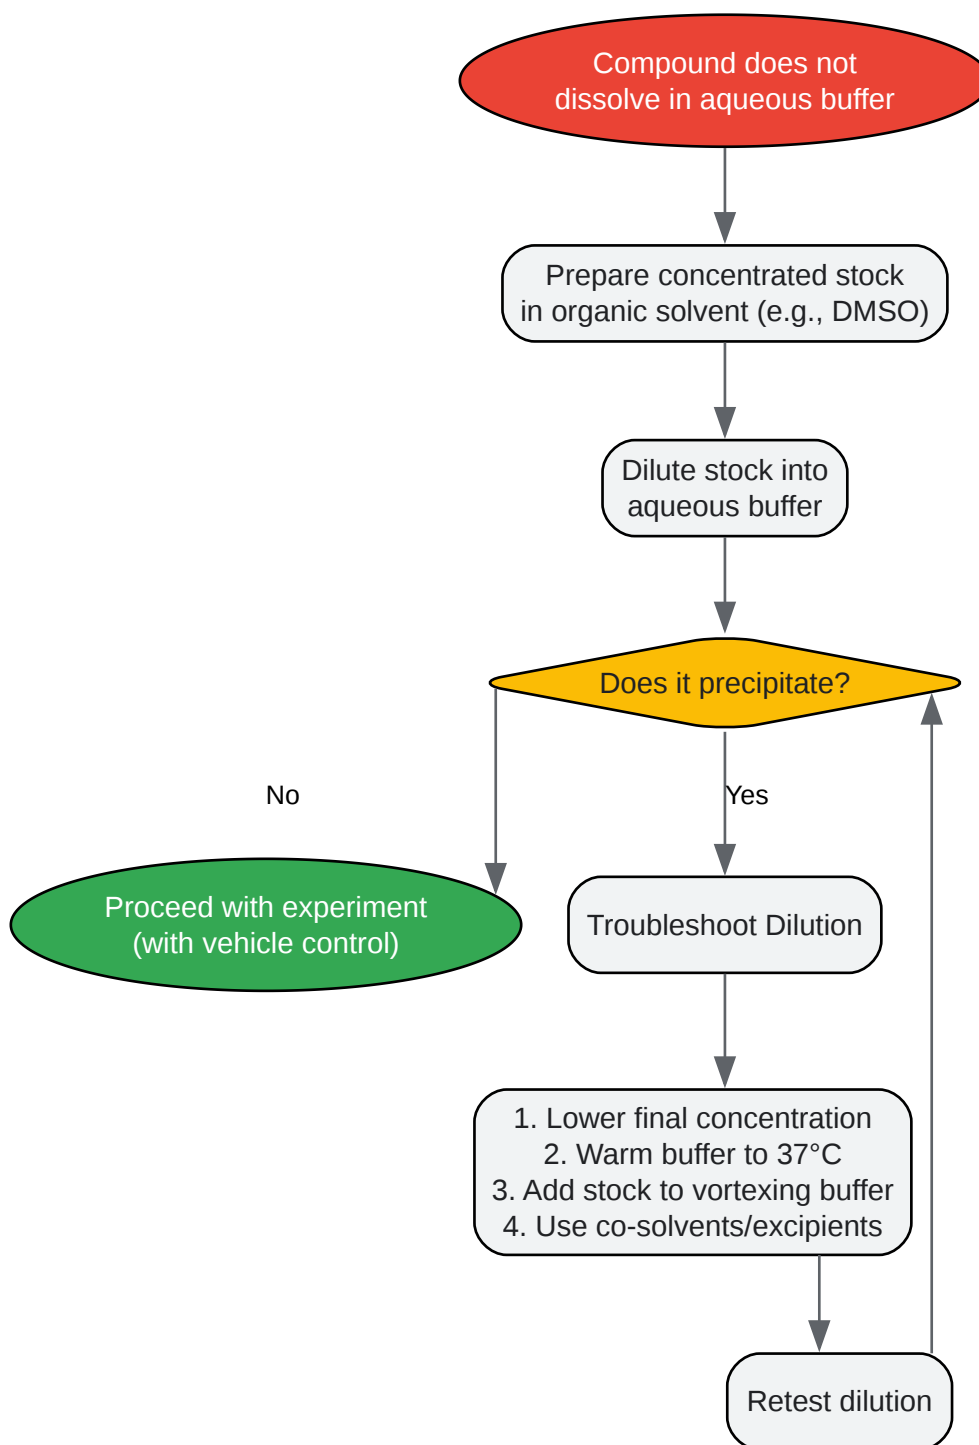 Compound does not
dissolve in aqueous buffer
Prepare concentrated stock
in organic solvent (e.g., DMSO)
Dilute stock into
aqueous buffer
Does it precipitate?
No
Yes
Proceed with experiment
(with vehicle control)
Troubleshoot Dilution
1. Lower final concentration
2. Warm buffer to 37°C
3. Add stock to vortexing buffer
4. Use co-solvents/excipients
Retest dilution